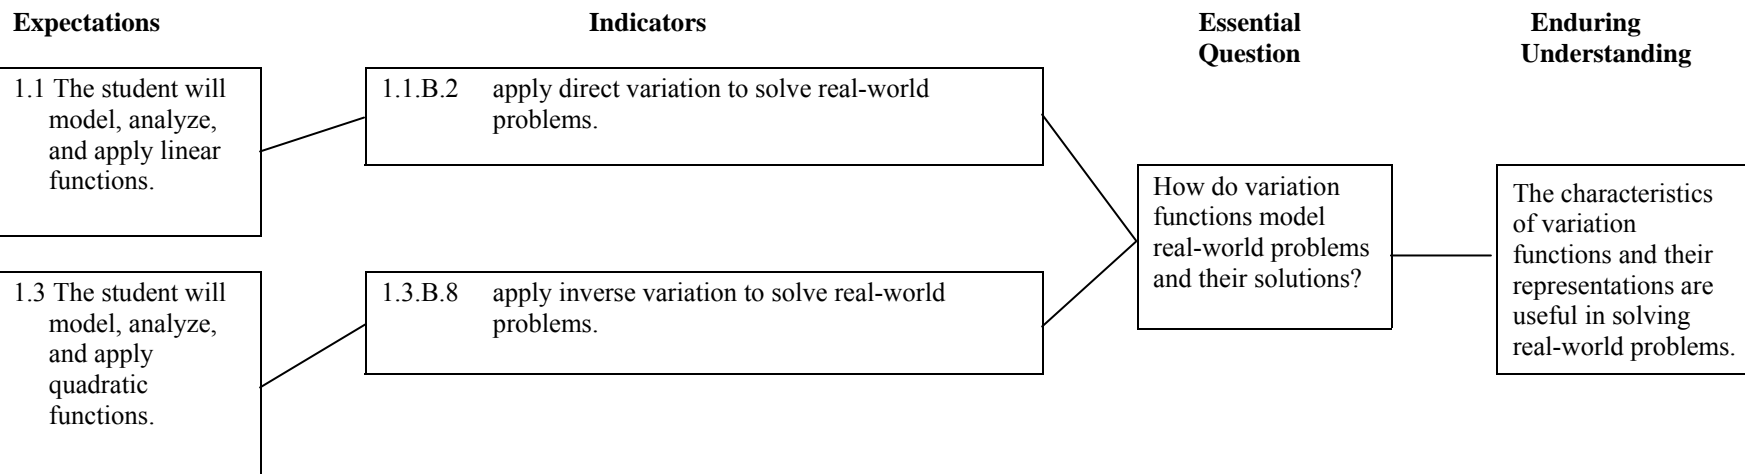 Expectations
Indicators
Essential
Question
Enduring
Understanding
1.1 The student will
model, analyze,
and apply linear
functions.
1.1.B.2 apply direct variation to solve real-world
problems.
1.3 The student will
model, analyze,
and apply
quadratic
functions.
1.3.B.8 apply inverse variation to solve real-world
problems.
How do variation
functions model
real-world problems
and their solutions?
The characteristics
of variation
functions and their
representations are
useful in solving
real-world problems.